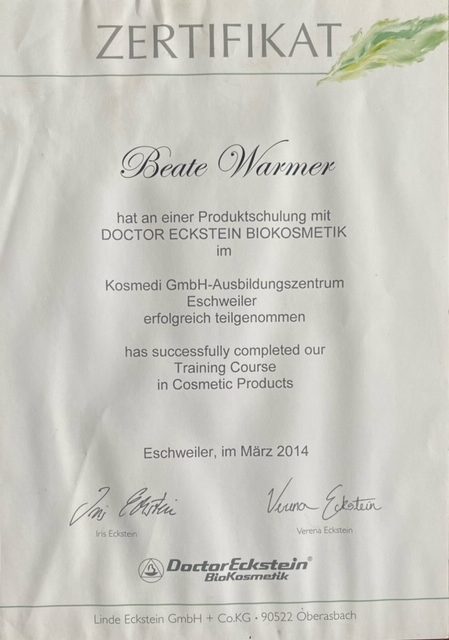 ZERTIFIKAT
Beate Warmer
hat an einer Produktschulung mit
DOCTOR ECKSTEIN BIOKOSMETIK
im
Kosmedi GmbH-Ausbildungszentrum
Eschweiler
erfolgreich teilgenommen
has successfully completed our
Training Course
in Cosmetic Products
Eschweiler, im März 2014
Iris Eckstein Verena Eckstein
Iris Eckstein Verena Eckstein
DoctorEckstein®
BioKosmetik
Linde Eckstein GmbH + Co.KG • 90522 Oberasbach